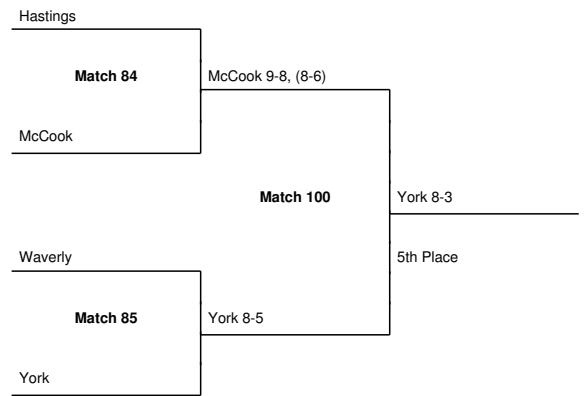 Hastings
Match 84
McCook 9-8, (8-6)
McCook
Match 100
York 8-3
Waverly
5th Place
Match 85
York 8-5
York